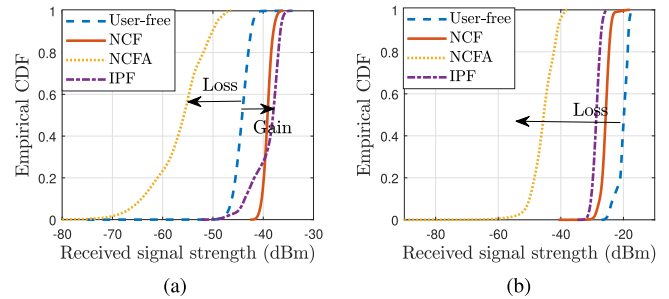 1
0.8
0.6
0.4
0.2
0
Empirical CDF
User-free
NCF
NCFA
IPF
Loss
Gain
-80 -70 -60 -50 -40 -30
Received signal strength (dBm)
(a)
1
0.8
0.6
0.4
0.2
0
Empirical CDF
User-free
NCF
NCFA
IPF
Loss
-80 -60 -40 -20
Received signal strength (dBm)
(b)